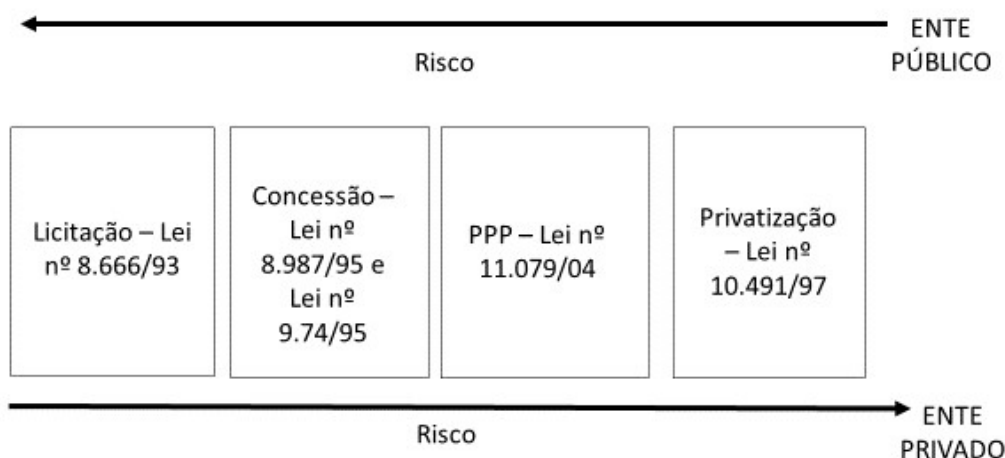 ENTE
PÚBLICO
Risco
Licitação – Lei
nº 8.666/93
Concessão –
Lei nº
8.987/95 e
Lei nº
9.74/95
PPP – Lei nº
11.079/04
Privatização
– Lei nº
10.491/97
Risco
ENTE
PRIVADO